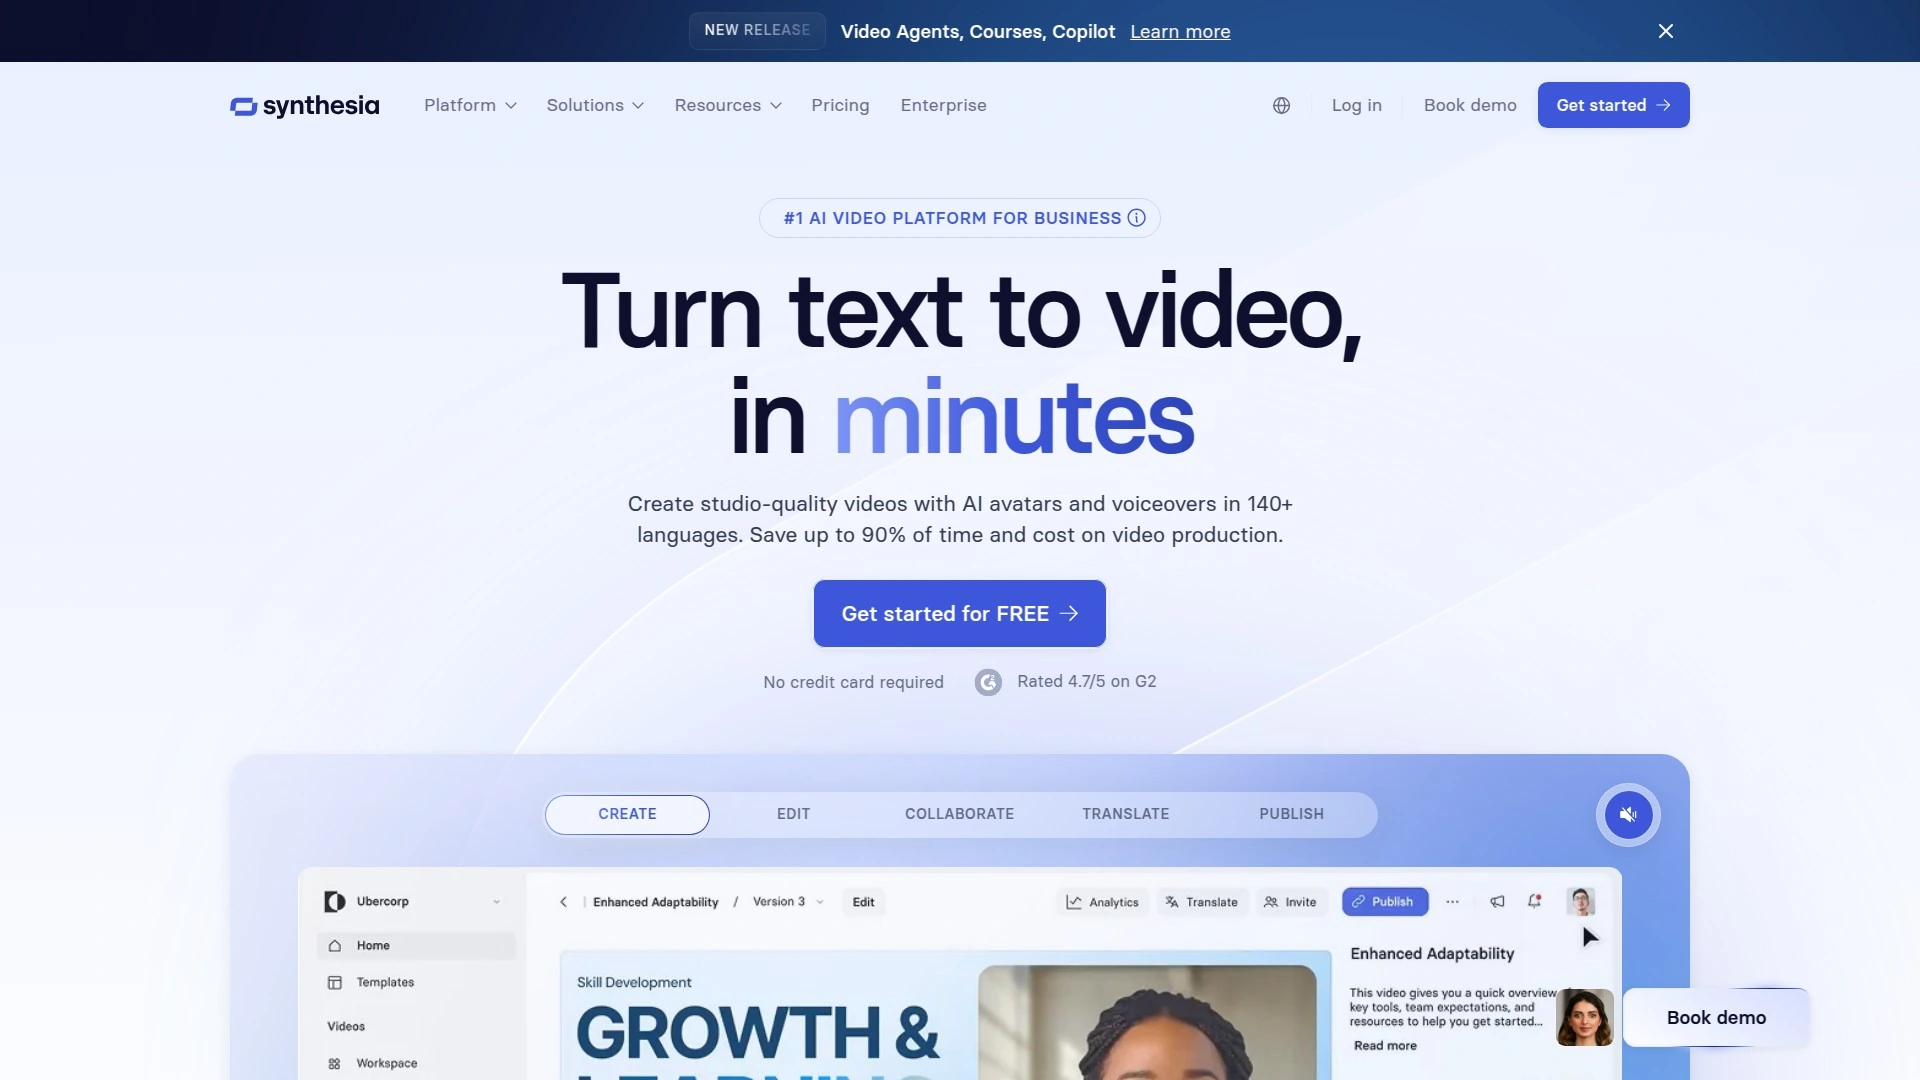 NEW RELEASE
Video Agents, Courses, Copilot
Learn more
synthesia
Platform
Solutions
Resources
Pricing
Enterprise
Log in
Book demo
Get started
#1 AI VIDEO PLATFORM FOR BUSINESS
Turn text to video,
in minutes
Create studio-quality videos with AI avatars and voiceovers in 140+
languages. Save up to 90% of time and cost on video production.
Get started for FREE
No credit card required
Rated 4.7/5 on G2
CREATE
EDIT
COLLABORATE
TRANSLATE
PUBLISH
Ubercorp
Home
Templates
Videos
Workspace
Enhanced Adaptability / Version 3
Edit
Analytics
Translate
Invite
Publish
Skill Development
GROWTH &
LEARNING
Enhanced Adaptability
This video gives you a quick overview
key tools, team expectations, and
resources to help you get started...
Read more
Book demo